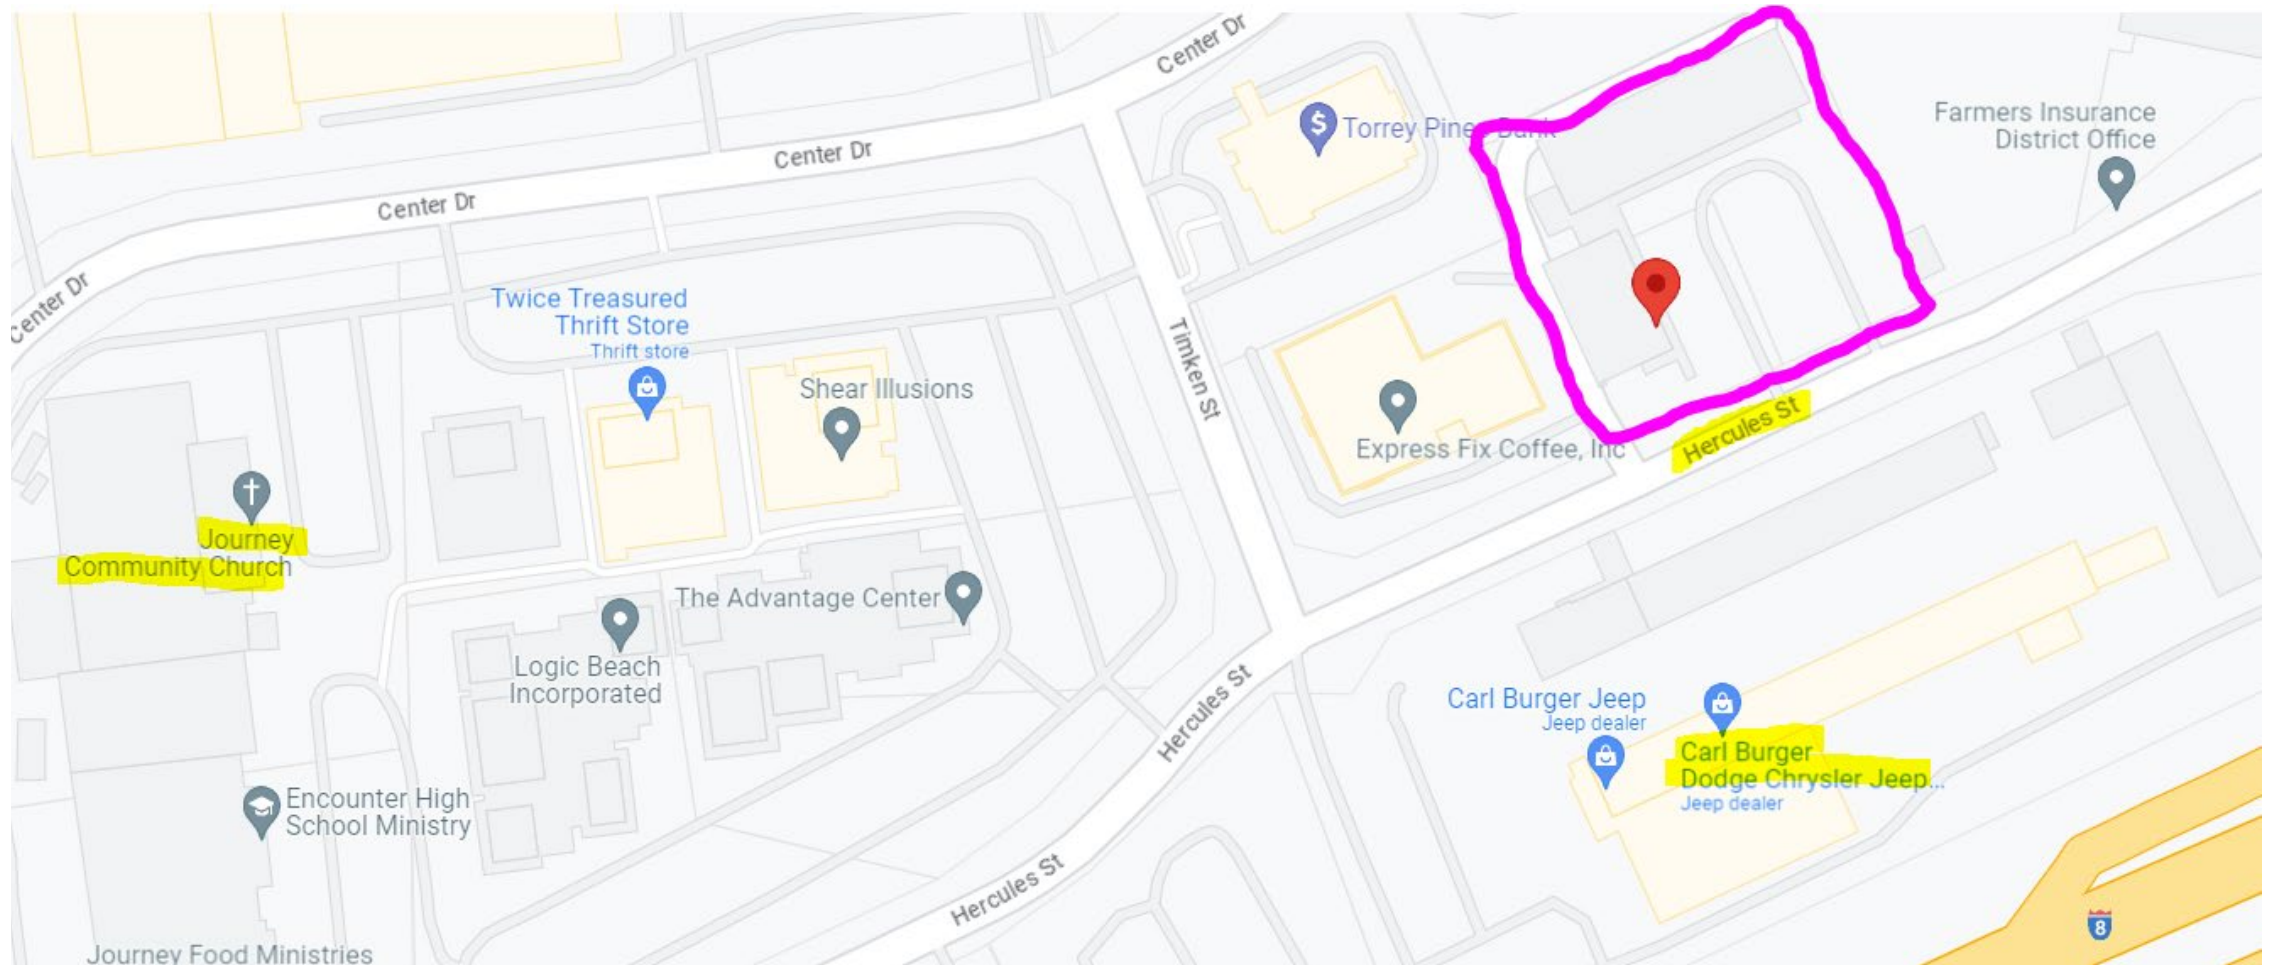 Center Dr
Center Dr
Center Dr
Center Dr
$ Torrey Pines Bank
Farmers Insurance
District Office
Twice Treasured
Thrift Store
Thrift store
Shear Illusions
Timken St
Express Fix Coffee, Inc
Hercules St
Journey
Community Church
The Advantage Center
Logic Beach
Incorporated
Hercules St
Carl Burger Jeep
Jeep dealer
Carl Burger
Dodge Chrysler Jeep...
Jeep dealer
Encounter High
School Ministry
Hercules St
8
Journey Food Ministries